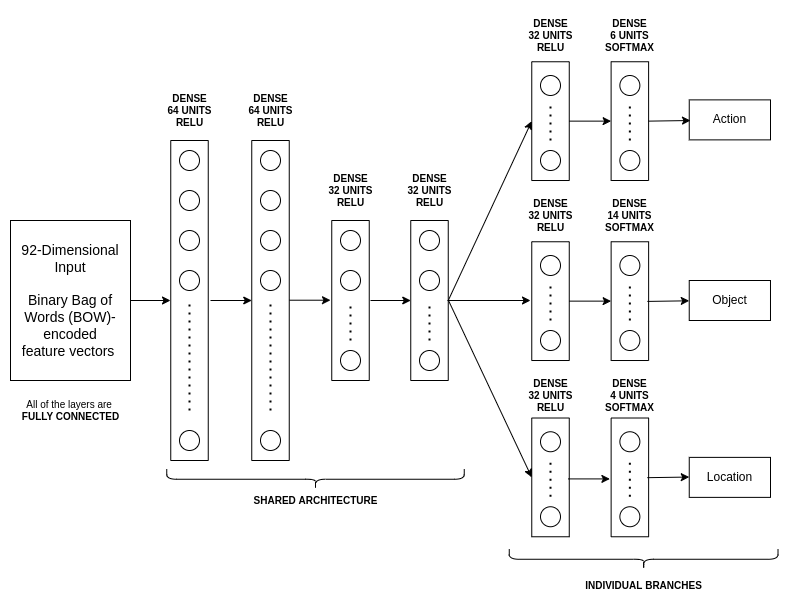 92-Dimensional
Input
Binary Bag of
Words (BOW)-
encoded
feature vectors
All of the layers are
FULLY CONNECTED
DENSE
64 UNITS
RELU
DENSE
64 UNITS
RELU
DENSE
32 UNITS
RELU
DENSE
32 UNITS
RELU
SHARED ARCHITECTURE
DENSE
32 UNITS
RELU
DENSE
6 UNITS
SOFTMAX
Action
DENSE
32 UNITS
RELU
DENSE
14 UNITS
SOFTMAX
Object
DENSE
32 UNITS
RELU
DENSE
4 UNITS
SOFTMAX
Location
INDIVIDUAL BRANCHES